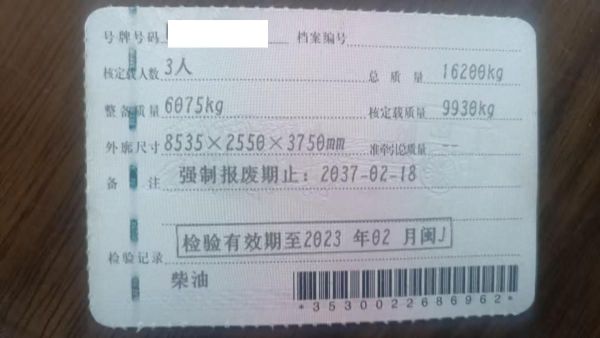 号牌号码 档案编号
核定载人数 3人 总质量 16200kg
整备质量 6075kg 核定载质量 9930kg
外廓尺寸 8535×2550×3750mm 准牵引总质量 --
备注 强制报废期止：2037-02-18
检验记录 检验有效期至2023 年02 月闽J
柴油
*3530022686962*